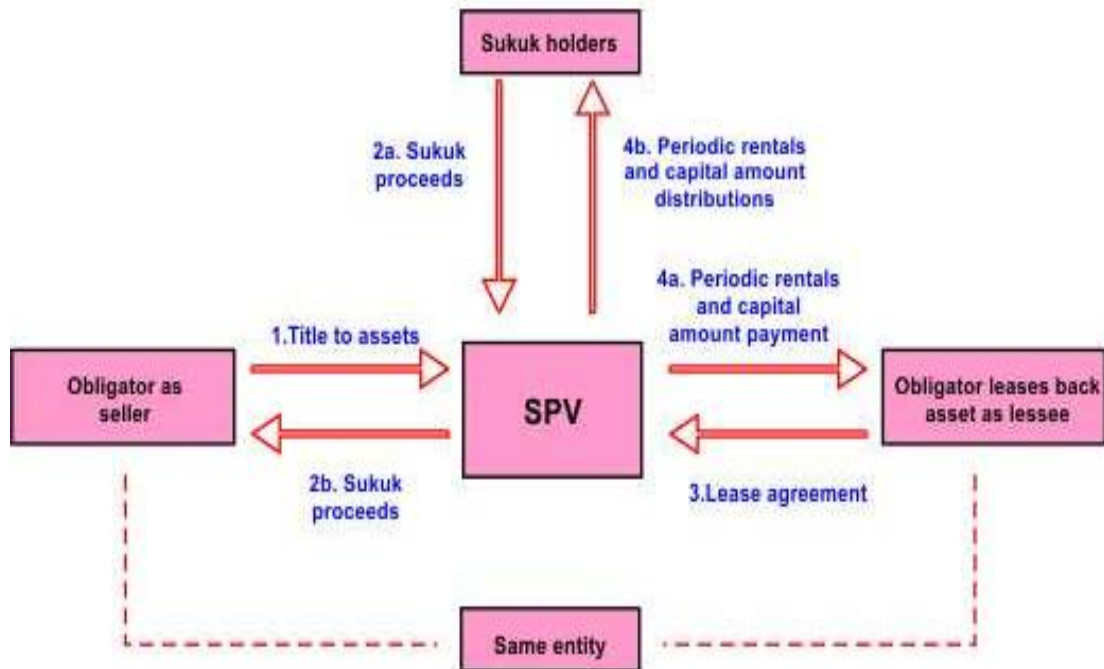 Sukuk holders
2a. Sukuk
proceeds
4b. Periodic rentals
and capital amount
distributions
4a. Periodic rentals
and capital
amount payment
1.Title to assets
Obligator as
seller
SPV
Obligator leases back
asset as lessee
2b. Sukuk
proceeds
3.Lease agreement
Same entity